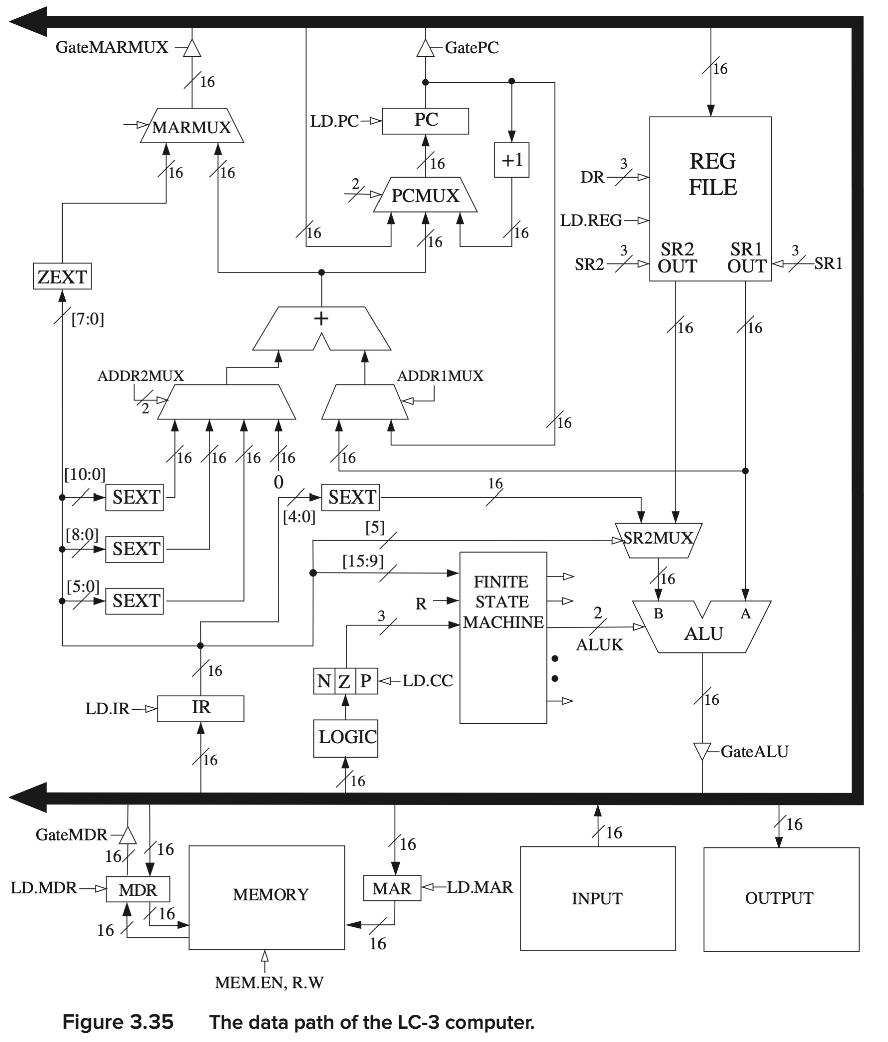 GateMARMUX
GatePC
16
16
MARMUX
LD.PC
PC
+1
REG
FILE
DR
3
16
16
16
2
PCMUX
LD.REG
16
16
16
SR2
3
SR2
OUT
SR1
OUT
3
SR1
ZEXT
[7:0]
+
16
16
ADDR2MUX
2
ADDR1MUX
16
16
16
16
16
16
0
[10:0]
SEXT
[4:0]
SEXT
16
[8:0]
SEXT
[5]
SR2MUX
[15:9]
16
[5:0]
SEXT
R
FINITE
STATE
MACHINE
3
2
ALUK
B
A
ALU
16
N Z P
LD.CC
LD.IR
IR
16
LOGIC
GateALU
16
16
GateMDR
16
16
16
16
16
LD.MDR
MDR
MEMORY
MAR
LD.MAR
INPUT
OUTPUT
16
16
16
MEM.EN, R.W
Figure 3.35 The data path of the LC-3 computer.